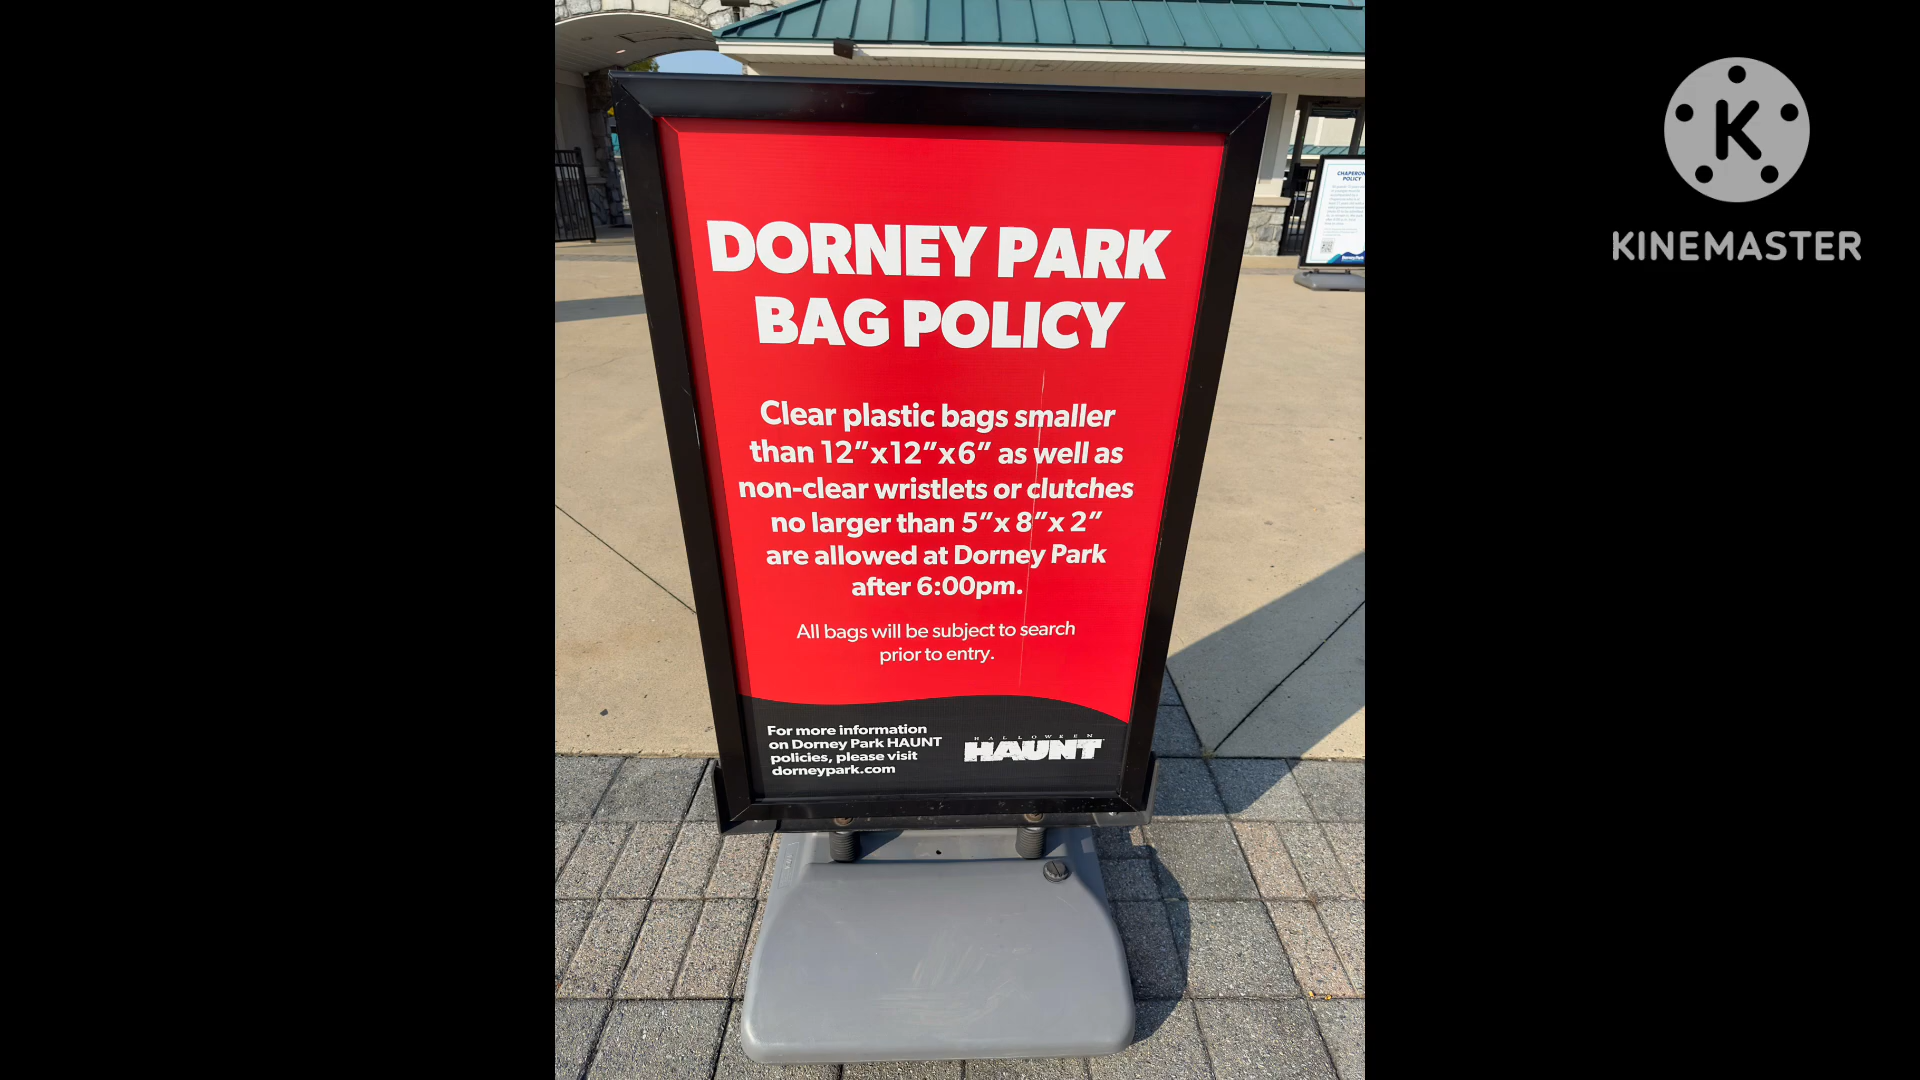 DORNEY PARK
BAG POLICY
Clear plastic bags smaller
than 12”x12”x6” as well as
non-clear wristlets or clutches
no larger than 5”x 8”x 2”
are allowed at Dorney Park
after 6:00pm.
All bags will be subject to search
prior to entry.
For more information
on Dorney Park HAUNT
policies, please visit
dorneypark.com
HALLOWEEN
HAUNT
POLICY
K
KINEMASTER